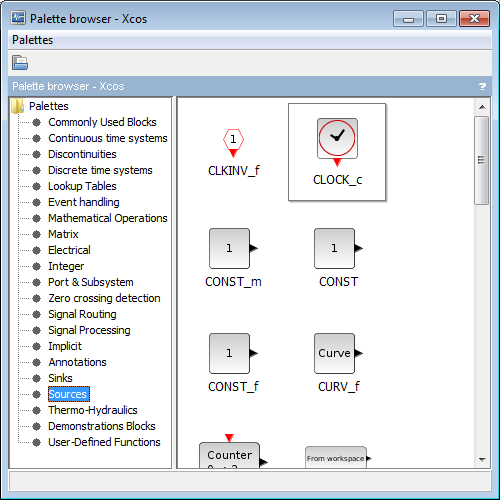 Palette browser - Xcos
Palettes
Palette browser - Xcos ?
Palettes
Commonly Used Blocks
Continuous time systems
Discontinuities
Discrete time systems
Lookup Tables
Event handling
Mathematical Operations
Matrix
Electrical
Integer
Port & Subsystem
Zero crossing detection
Signal Routing
Signal Processing
Implicit
Annotations
Sinks
Sources
Thermo-Hydraulics
Demonstrations Blocks
User-Defined Functions
1
CLKINV_f
CLOCK_c
1
CONST_m
1
CONST
1
CONST_f
Curve
CURV_f
Counter
From workspace